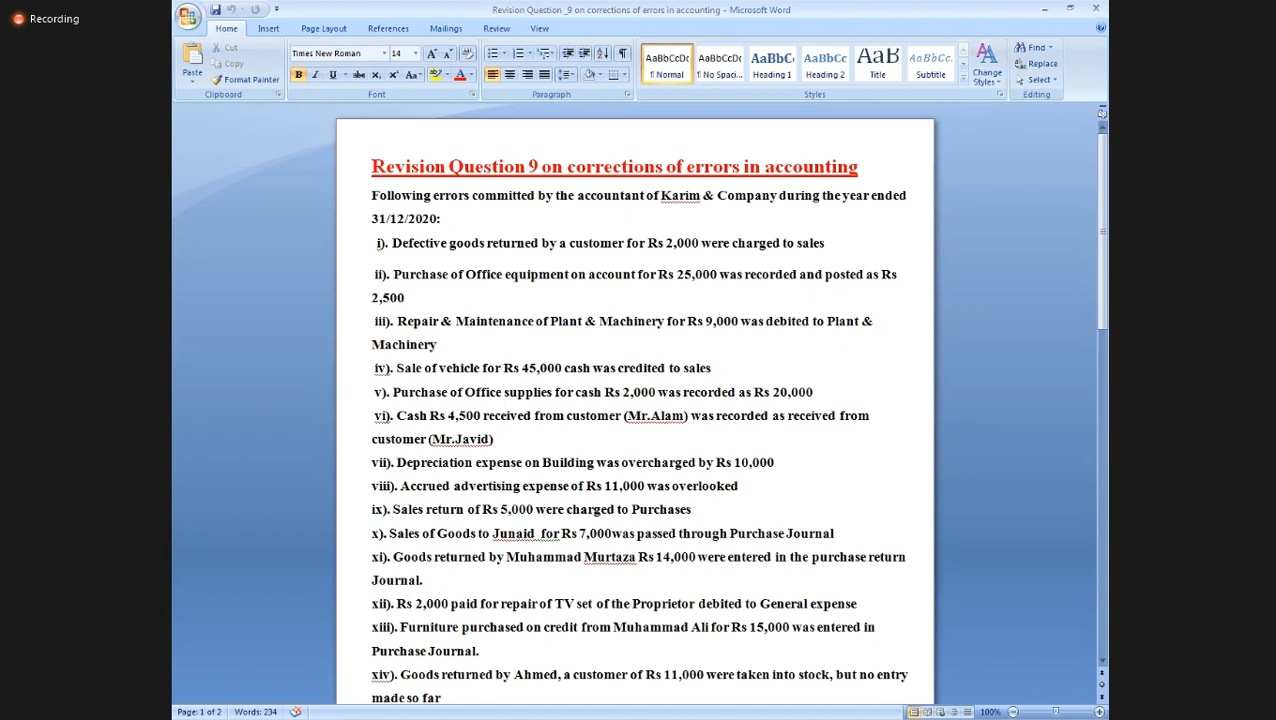 Recording
Revision Question _9 on corrections of errors in accounting - Microsoft Word
Home Insert Page Layout References Mailings Review View
Paste Cut Copy Format Painter
Times New Roman 14
AaBbCcDc AaBbCcDc AaBbC AaBbCc AaB AaBbCc.
¶ Normal ¶ No Spaci... Heading 1 Heading 2 Title Subtitle
Change Styles
Find Replace Select
Clipboard Font Paragraph Styles Editing
Revision Question 9 on corrections of errors in accounting
Following errors committed by the accountant of Karim & Company during the year ended
31/12/2020:
i). Defective goods returned by a customer for Rs 2,000 were charged to sales
ii). Purchase of Office equipment on account for Rs 25,000 was recorded and posted as Rs
2,500
iii). Repair & Maintenance of Plant & Machinery for Rs 9,000 was debited to Plant &
Machinery
iv). Sale of vehicle for Rs 45,000 cash was credited to sales
v). Purchase of Office supplies for cash Rs 2,000 was recorded as Rs 20,000
vi). Cash Rs 4,500 received from customer (Mr.Alam) was recorded as received from
customer (Mr.Javid)
vii). Depreciation expense on Building was overcharged by Rs 10,000
viii). Accrued advertising expense of Rs 11,000 was overlooked
ix). Sales return of Rs 5,000 were charged to Purchases
x). Sales of Goods to Junaid for Rs 7,000was passed through Purchase Journal
xi). Goods returned by Muhammad Murtaza Rs 14,000 were entered in the purchase return
Journal.
xii). Rs 2,000 paid for repair of TV set of the Proprietor debited to General expense
xiii). Furniture purchased on credit from Muhammad Ali for Rs 15,000 was entered in
Purchase Journal.
xiv). Goods returned by Ahmed, a customer of Rs 11,000 were taken into stock, but no entry
made so far
Page: 1 of 2 Words: 234 100%